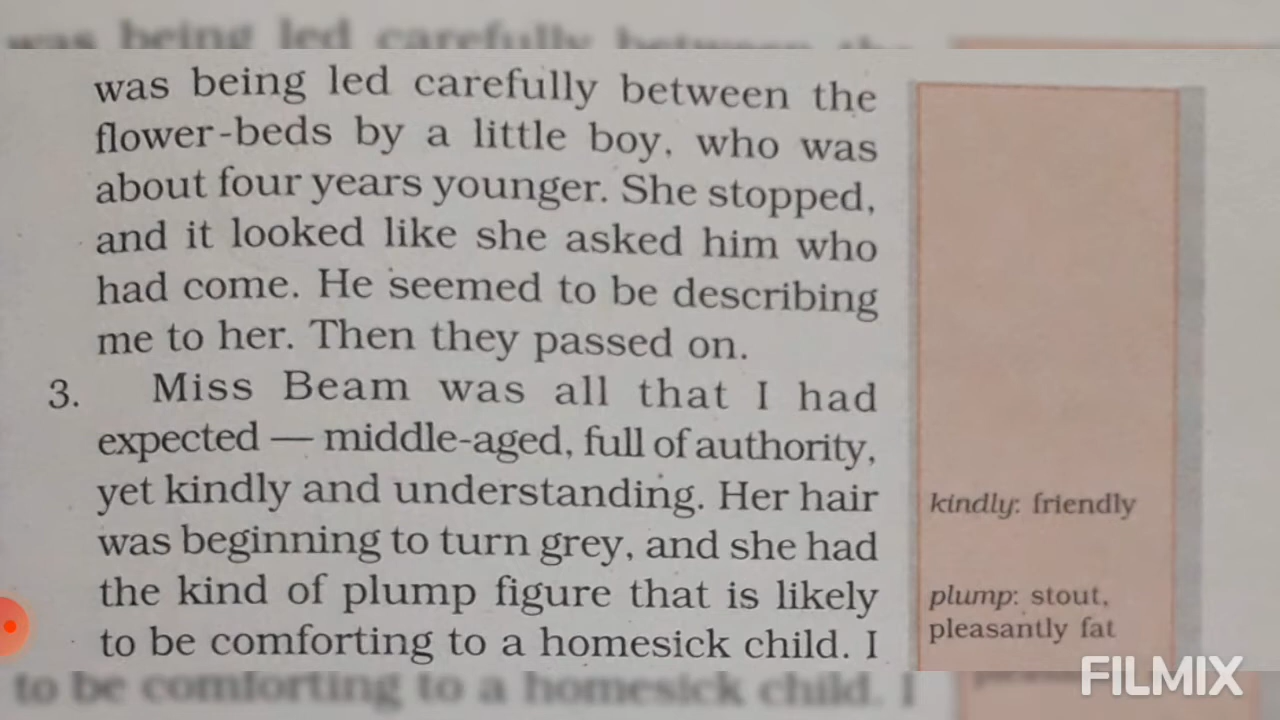 was being led carefully between the
flower-beds by a little boy, who was
about four years younger. She stopped,
and it looked like she asked him who
had come. He seemed to be describing
me to her. Then they passed on.
3. Miss Beam was all that I had
expected — middle-aged, full of authority,
yet kindly and understanding. Her hair
was beginning to turn grey, and she had
the kind of plump figure that is likely
to be comforting to a homesick child. I
kindly: friendly
plump: stout,
pleasantly fat
FILMIX